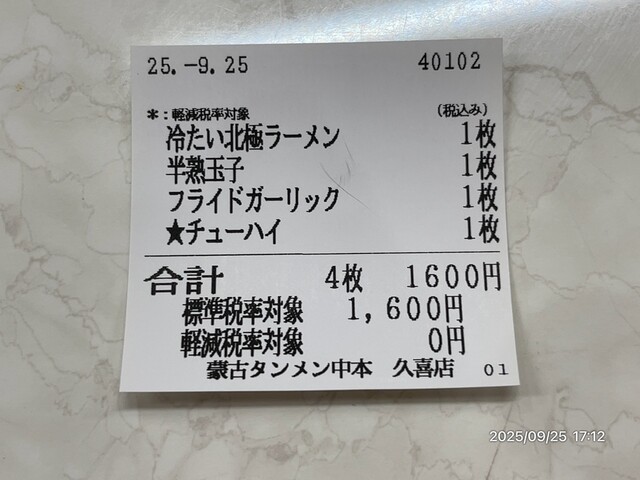 25.-9.25 40102
*:軽減税率対象 (税込み)
冷たい北極ラーメン 1枚
半熟玉子 1枚
フライドガーリック 1枚
★チューハイ 1枚
合計 4枚 1600円
標準税率対象 1,600円
軽減税率対象 0円
蒙古タンメン中本 久喜店 01
2025/09/25 17:12